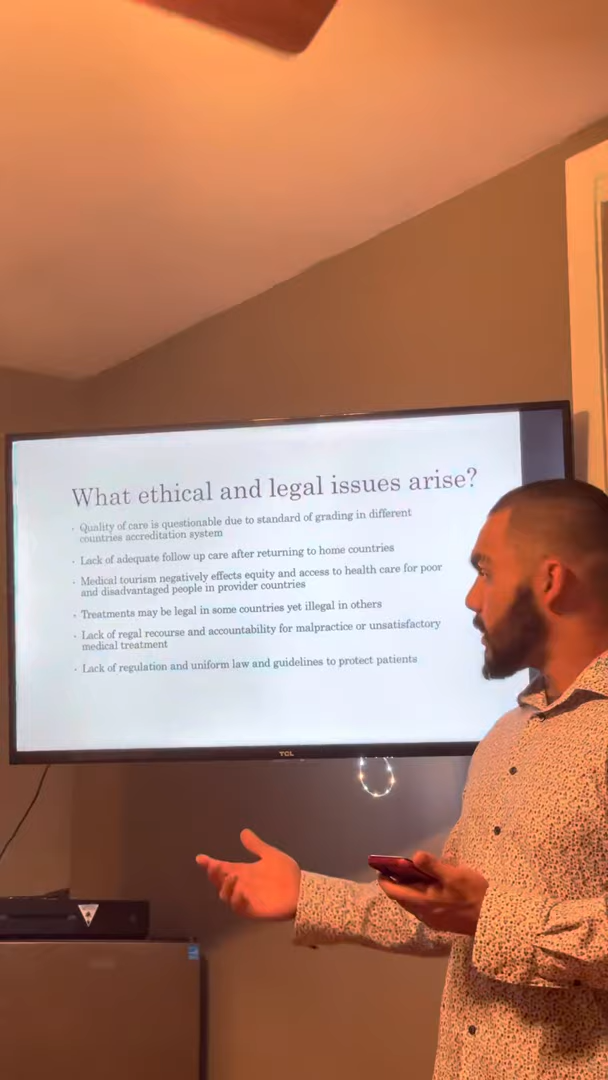 What ethical and legal issues arise?
· Quality of care is questionable due to standard of grading in different
countries accreditation system
· Lack of adequate follow up care after returning to home countries
· Medical tourism negatively effects equity and access to health care for poor
and disadvantaged people in provider countries
· Treatments may be legal in some countries yet illegal in others
· Lack of regal recourse and accountability for malpractice or unsatisfactory
medical treatment
· Lack of regulation and uniform law and guidelines to protect patients
TCL